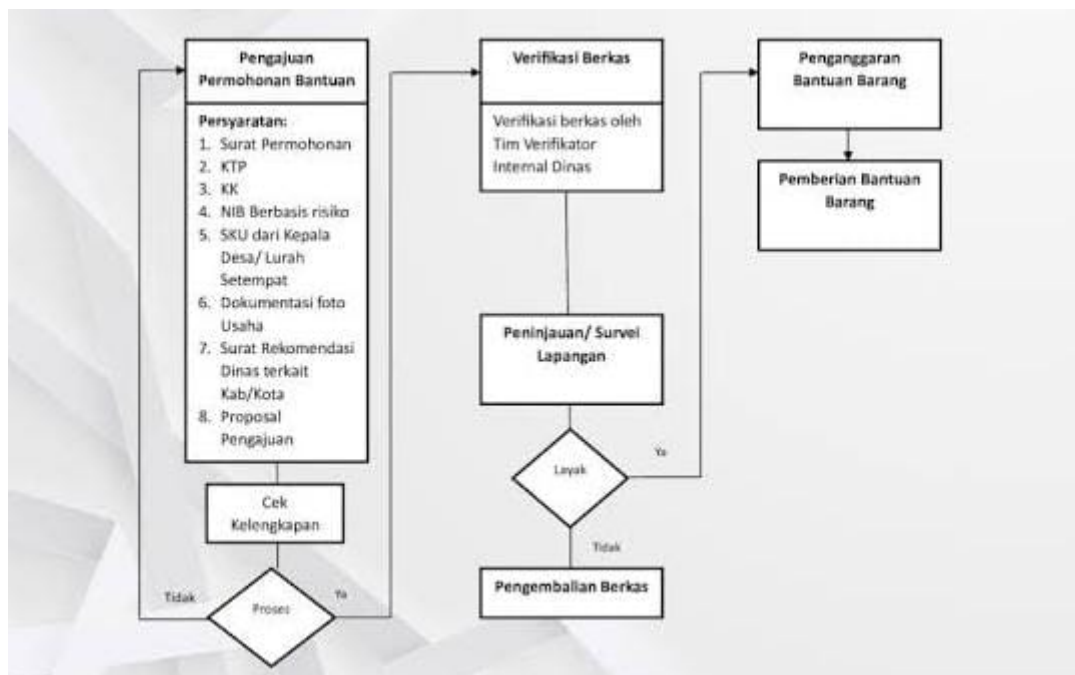 Pengajuan
Permohonan Bantuan
Persyaratan:
1. Surat Permohonan
2. KTP
3. KK
4. NIB Berbasis risiko
5. SKU dari Kepala
Desa/ Lurah
Setempat
6. Dokumentasi foto
Usaha
7. Surat Rekomendasi
Dinas terkait
Kab/Kota
8. Proposal
Pengajuan
Cek
Kelengkapan
Proses
Tidak
Ya
Verifikasi Berkas
Verifikasi berkas oleh
Tim Verifikator
Internal Dinas
Peninjauan/ Survei
Lapangan
Layak
Ya
Tidak
Pengembalian Berkas
Penganggaran
Bantuan Barang
Pemberian Bantuan
Barang